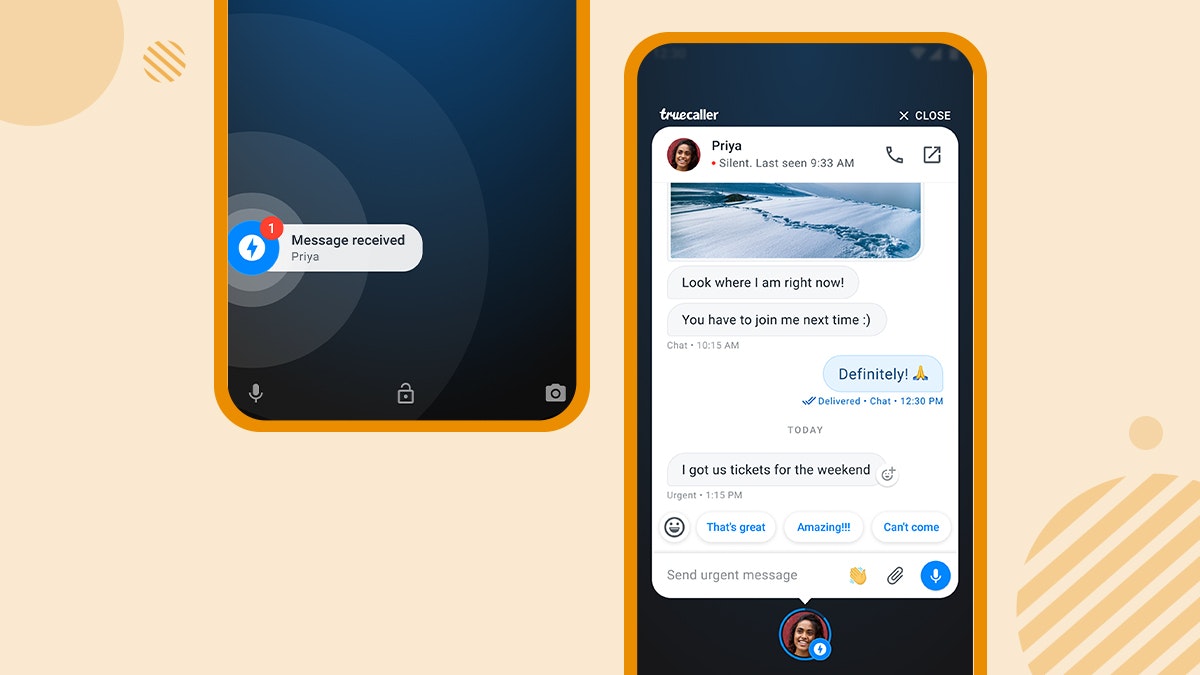 1
Message received
Priya
truecaller
CLOSE
Priya
Silent. Last seen 9:33 AM
Look where I am right now!
You have to join me next time :)
Chat • 10:15 AM
Definitely! 🙏
Delivered • Chat • 12:30 PM
TODAY
I got us tickets for the weekend
Urgent • 1:15 PM
That's great
Amazing!!!
Can't come
Send urgent message